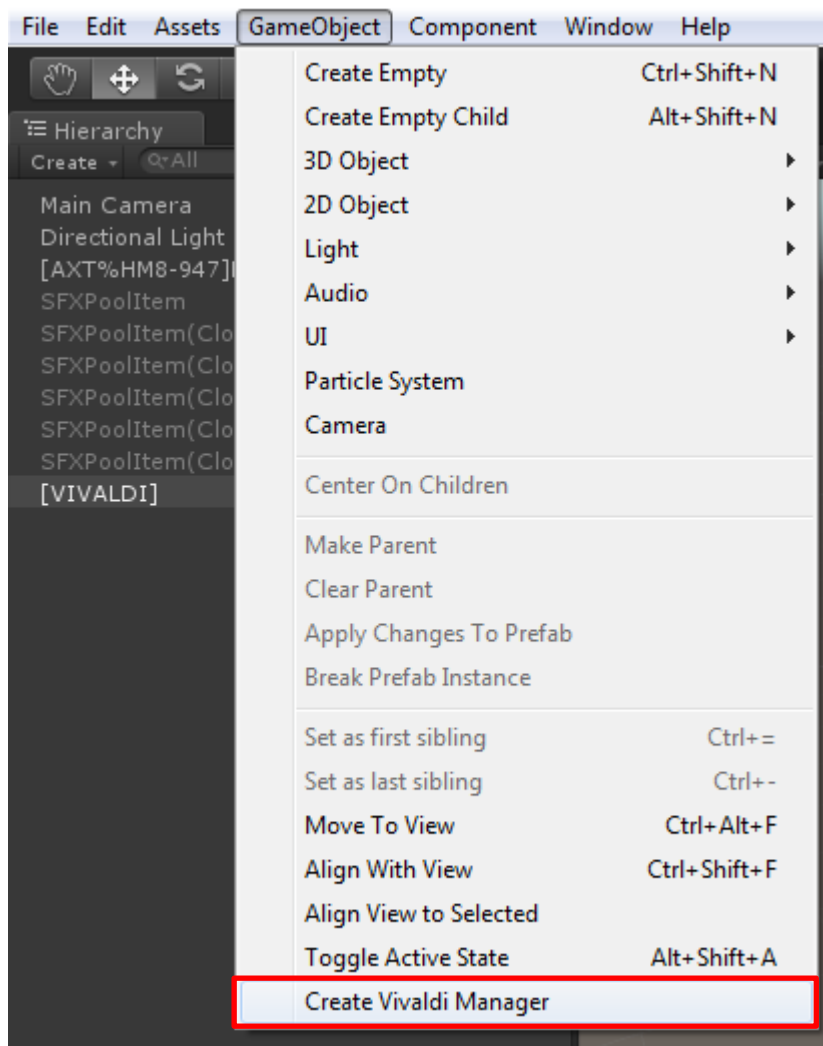 File Edit Assets GameObject Component Window Help
Hierarchy
Create All
Main Camera
Directional Light
[AXT%HM8-947]
SFXPoolItem
SFXPoolItem(Clo
SFXPoolItem(Clo
SFXPoolItem(Clo
SFXPoolItem(Clo
SFXPoolItem(Clo
[VIVALDI]
Create Empty Ctrl+Shift+N
Create Empty Child Alt+Shift+N
3D Object
2D Object
Light
Audio
UI
Particle System
Camera
Center On Children
Make Parent
Clear Parent
Apply Changes To Prefab
Break Prefab Instance
Set as first sibling Ctrl+=
Set as last sibling Ctrl+-
Move To View Ctrl+Alt+F
Align With View Ctrl+Shift+F
Align View to Selected
Toggle Active State Alt+Shift+A
Create Vivaldi Manager